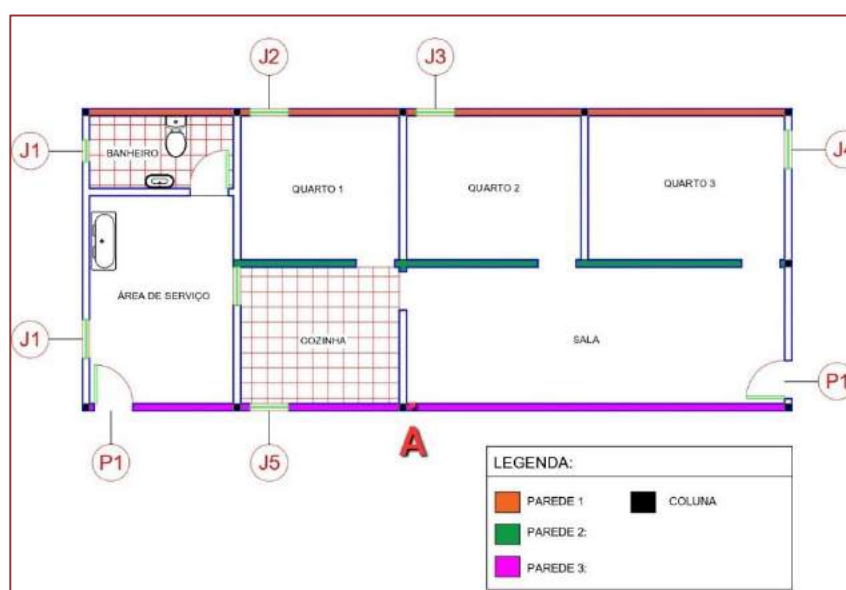 J2
J3
J1
BANHEIRO
J4
QUARTO 1
QUARTO 2
QUARTO 3
ÁREA DE SERVIÇO
J1
COZINHA
SALA
P1
A
P1
J5
LEGENDA:
PAREDE 1
COLUNA
PAREDE 2:
PAREDE 3: